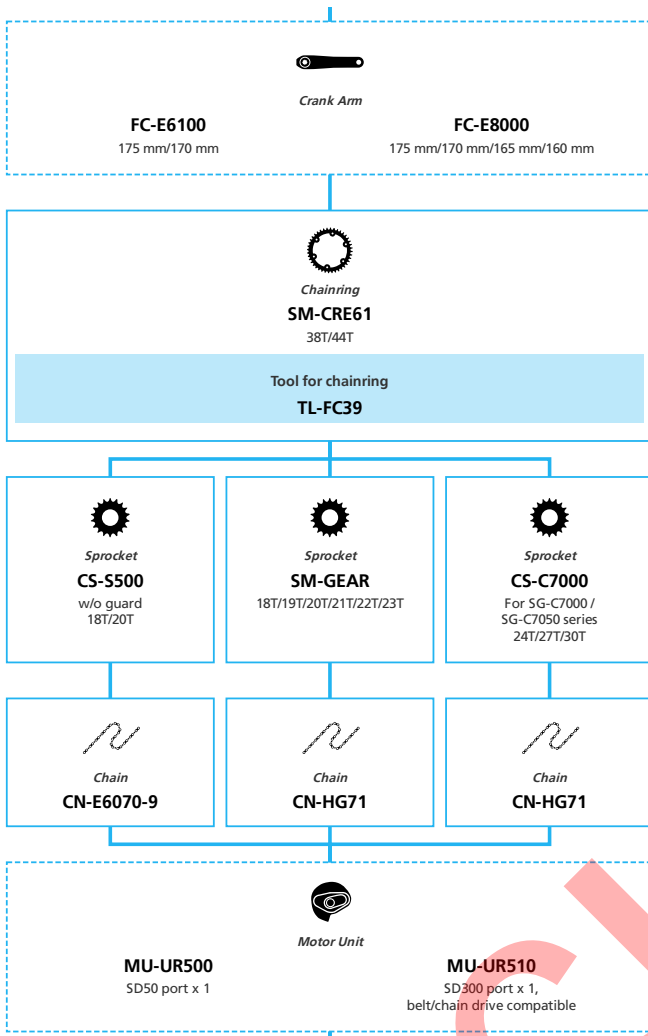 Crank Arm
FC-E6100
175 mm/170 mm
FC-E8000
175 mm/170 mm/165 mm/160 mm
Chainring
SM-CRE61
38T/44T
Tool for chainring
TL-FC39
Sprocket
CS-S500
w/o guard
18T/20T
Sprocket
SM-GEAR
18T/19T/20T/21T/22T/23T
Sprocket
CS-C7000
For SG-C7000 /
SG-C7050 series
24T/27T/30T
Chain
CN-E6070-9
Chain
CN-HG71
Chain
CN-HG71
Motor Unit
MU-UR500
SD50 port x 1
MU-UR510
SD300 port x 1,
belt/chain drive compatible